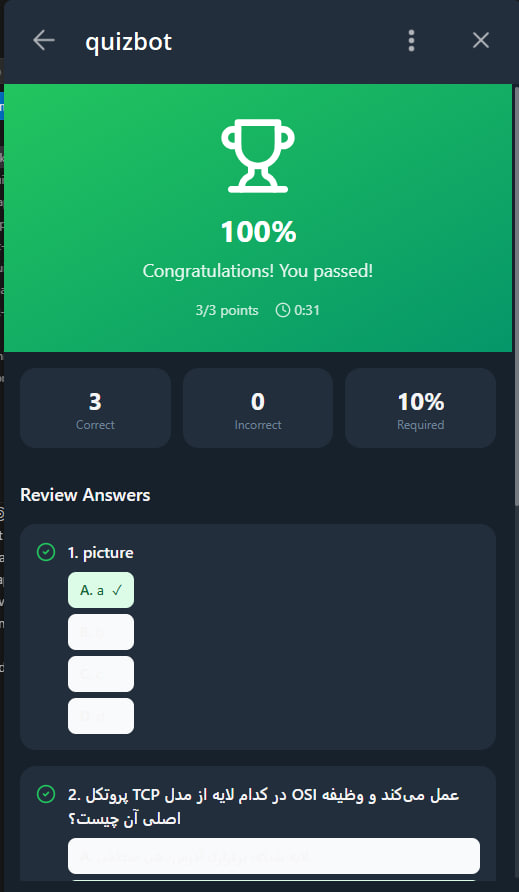 quizbot
100%
Congratulations! You passed!
3/3 points 0:31
3
Correct
0
Incorrect
10%
Required
Review Answers
1. picture
A. a ✓
B. b
C. c
D. d
2. پروتکل TCP در کدام لایه از مدل OSI عمل می‌کند و وظیفه
اصلی آن چیست؟